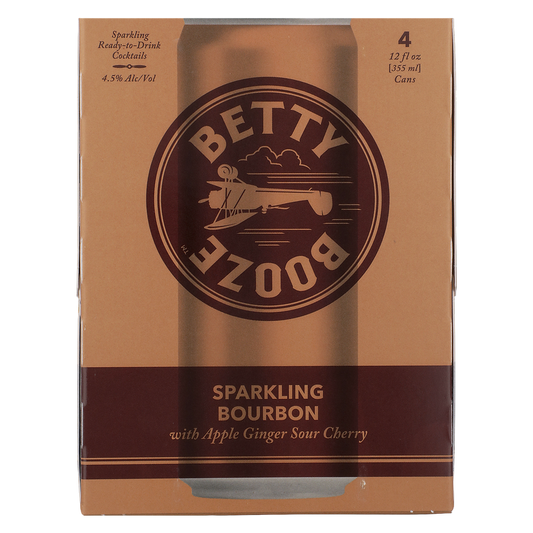 Sparkling
Ready-to-Drink
Cocktails
4.5% Alc/Vol
4
12 fl oz
[355 ml]
Cans
BETTY
BOOZE™
SPARKLING
BOURBON
with Apple Ginger Sour Cherry